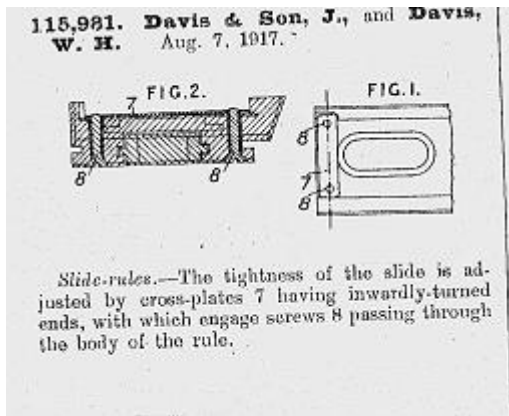 115,981. Davis & Son, J., and Davis,
W. H. Aug. 7, 1917.
FIG.2.
FIG.1.
7
8
8
8
7
8
Slide-rules.—The tightness of the slide is ad-
justed by cross-plates 7 having inwardly-turned
ends, with which engage screws 8 passing through
the body of the rule.